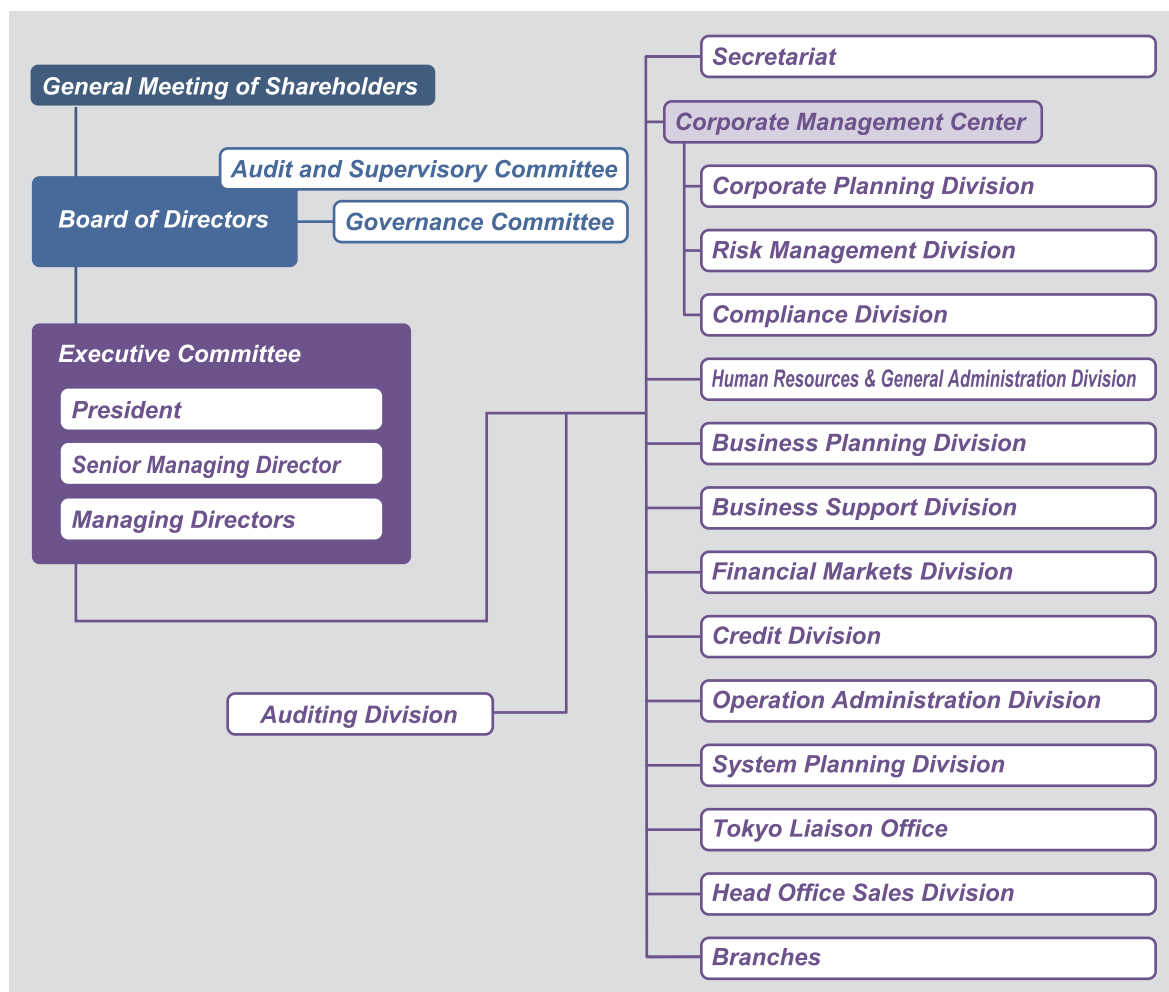 General Meeting of Shareholders
Audit and Supervisory Committee
Board of Directors
Governance Committee
Executive Committee
President
Senior Managing Director
Managing Directors
Auditing Division
Secretariat
Corporate Management Center
Corporate Planning Division
Risk Management Division
Compliance Division
Human Resources & General Administration Division
Business Planning Division
Business Support Division
Financial Markets Division
Credit Division
Operation Administration Division
System Planning Division
Tokyo Liaison Office
Head Office Sales Division
Branches